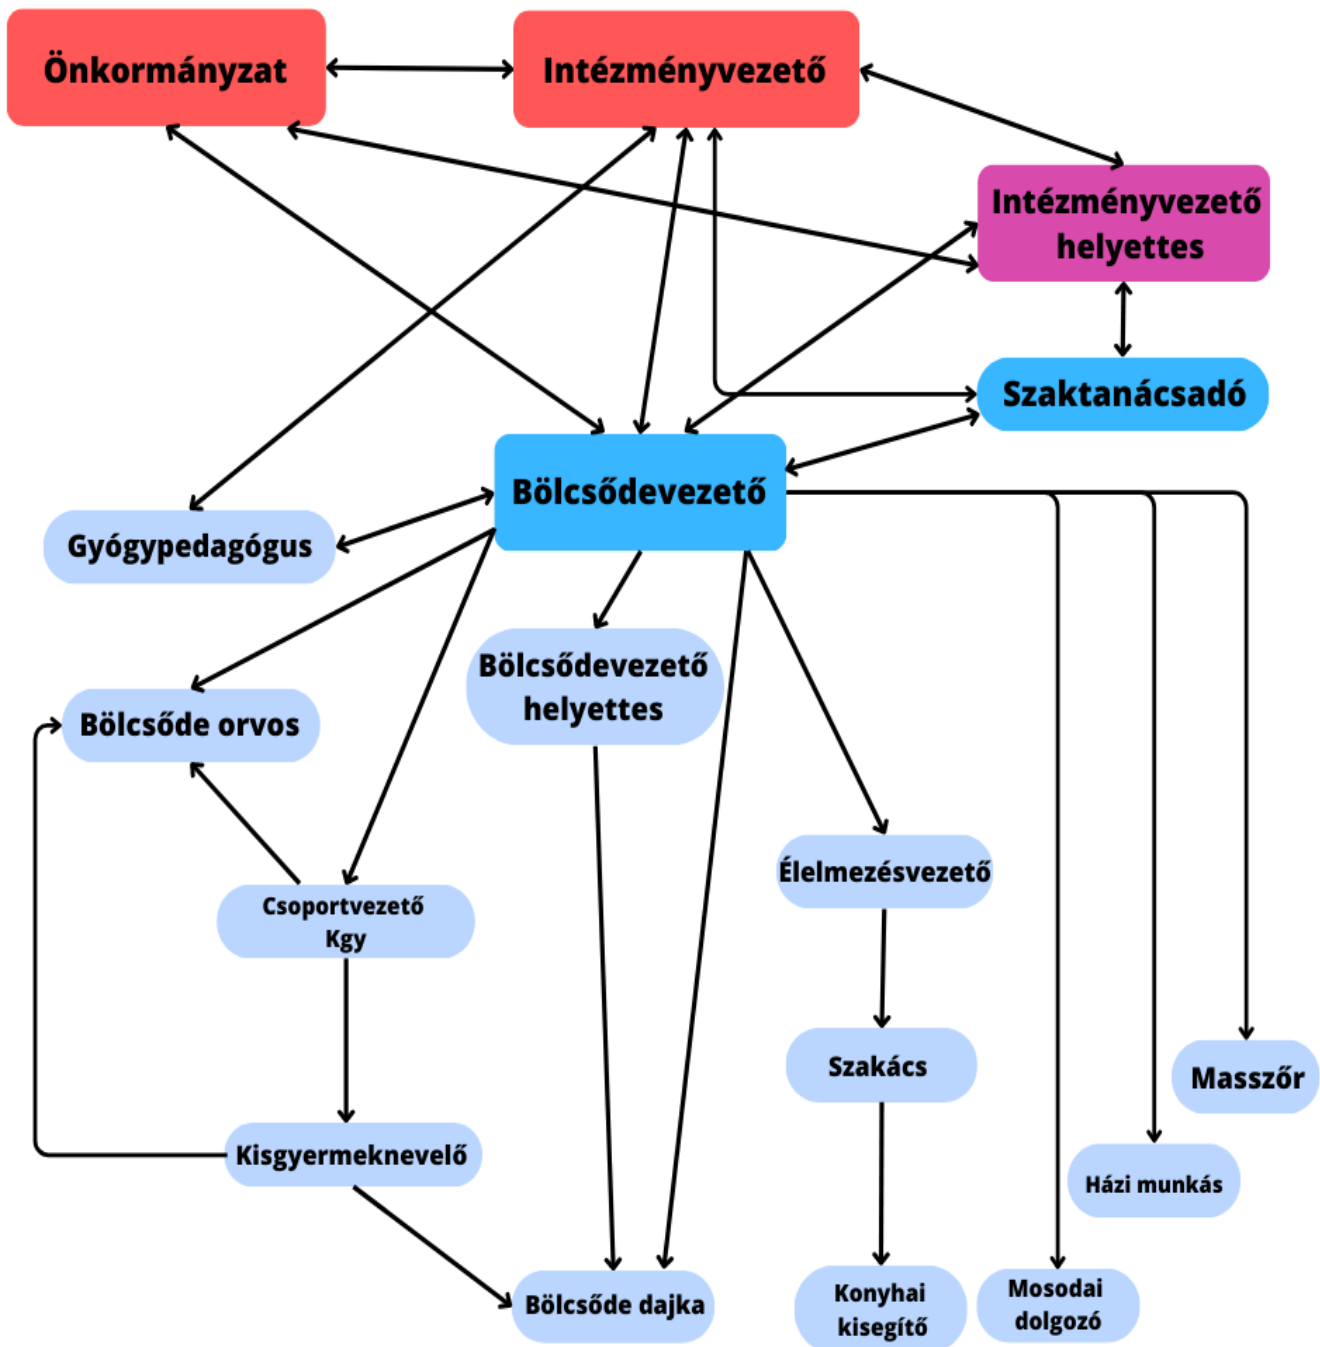 Önkormányzat
Intézményvezető
Intézményvezető
helyettes
Szaktanácsadó
Bölcsődevezető
Gyógypedagógus
Bölcsődevezető
helyettes
Bölcsőde orvos
Élelmezésvezető
Csoportvezető
Kgy
Szakács
Masszőr
Kisgyermeknevelő
Házi munkás
Bölcsőde dajka
Konyhai
kisegítő
Mosodai
dolgozó